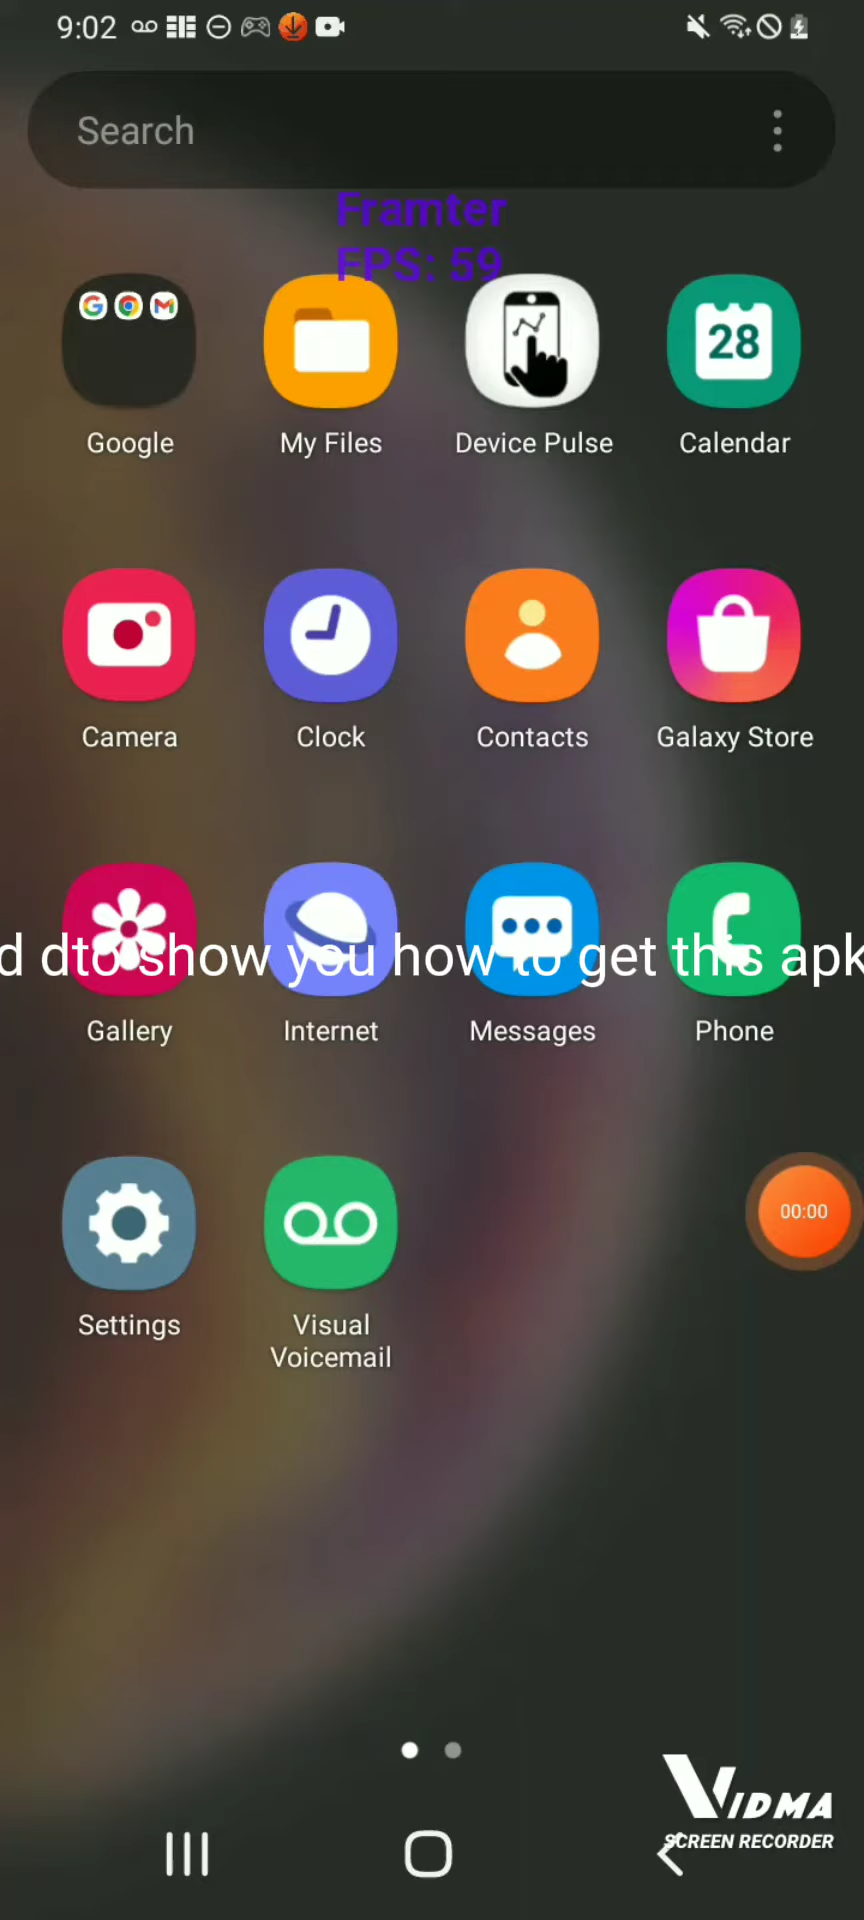 9:02
Search
Framter
FPS: 59
28
Google
My Files
Device Pulse
Calendar
Camera
Clock
Contacts
Galaxy Store
d dto show you how to get this apk
Gallery
Internet
Messages
Phone
00:00
Settings
Visual
Voicemail
VIDMA
SCREEN RECORDER